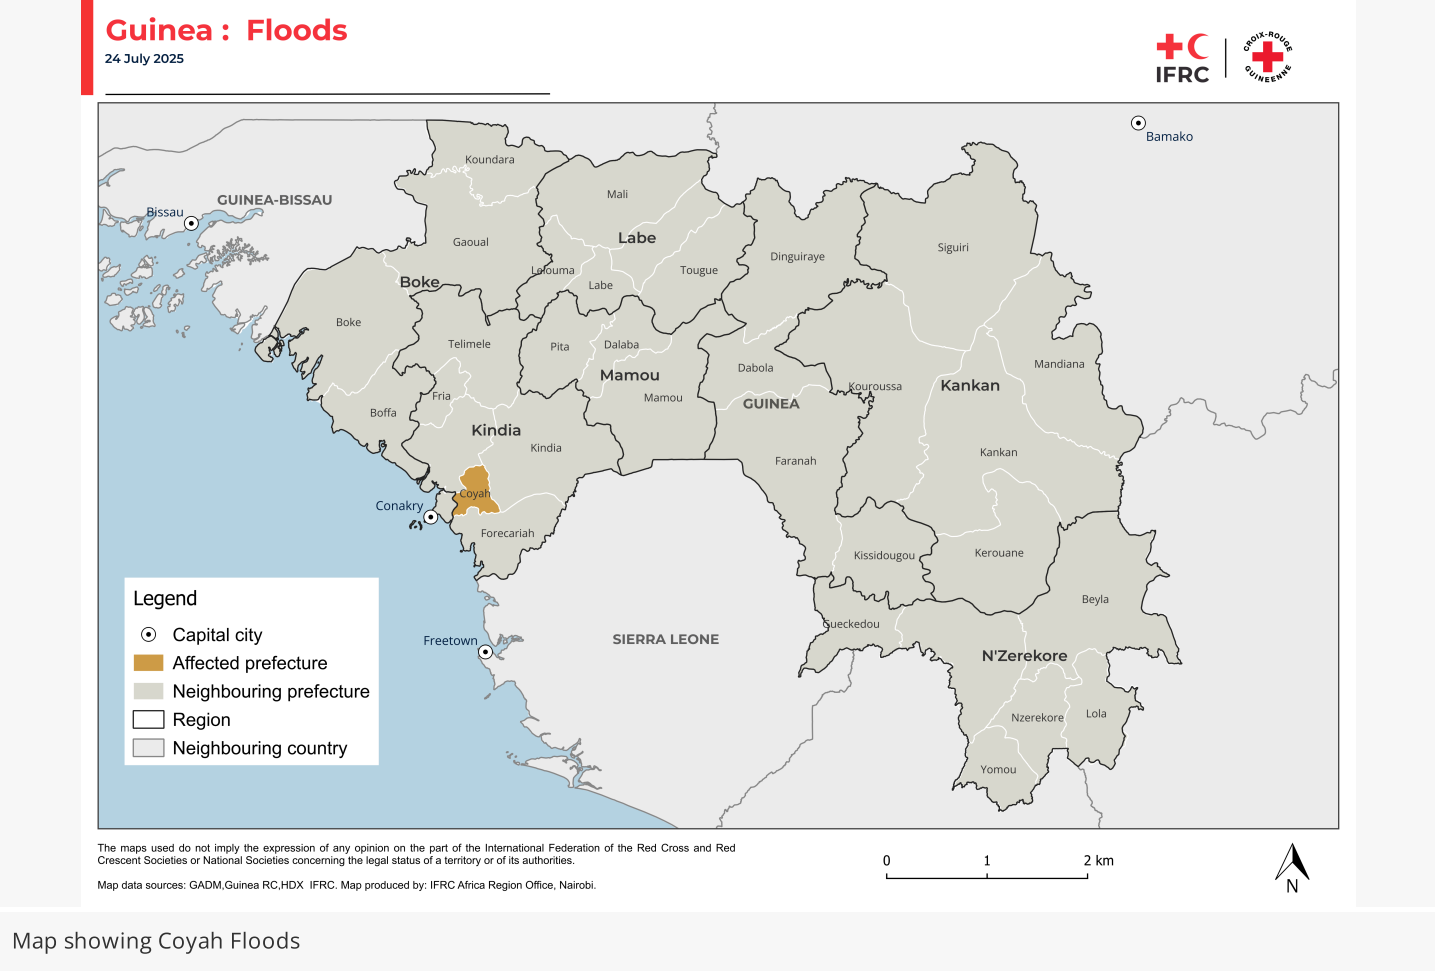 Guinea : Floods
24 July 2025
IFRC
CROIX-ROUGE
GUINEENNE
Bamako
Koundara
Mali
GUINEA-BISSAU
Bissau
Labe
Gaoual
Siguiri
Dinguiraye
Lelouma
Tougue
Boke
Labe
Boke
Telimele
Pita
Dalaba
Mandiana
Dabola
Mamou
Kankan
Kouroussa
Fria
Mamou
GUINEA
Boffa
Kindia
Kindia
Kankan
Faranah
Coyah
Conakry
Forecariah
Kissidougou
Kerouane
Beyla
Gueckedou
Freetown
SIERRA LEONE
N'Zerekore
Nzerekore
Lola
Yomou
Legend
Capital city
Affected prefecture
Neighbouring prefecture
Region
Neighbouring country
The maps used do not imply the expression of any opinion on the part of the International Federation of the Red Cross and Red
Crescent Societies or National Societies concerning the legal status of a territory or of its authorities.
Map data sources: GADM,Guinea RC,HDX IFRC. Map produced by: IFRC Africa Region Office, Nairobi.
0 1 2 km
N
Map showing Coyah Floods